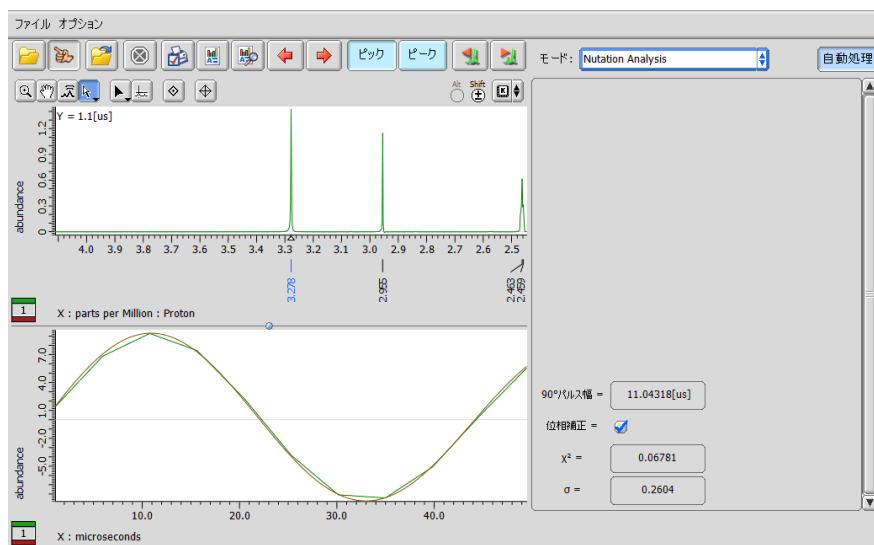 ファイル オプション
ピック ピーク モード: Nutation Analysis 自動処理
Alt Shift
Y = 1.1[us]
abundance
0 0.3 0.6 0.9 1.2
4.0 3.9 3.8 3.7 3.6 3.5 3.4 3.3 3.2 3.1 3.0 2.9 2.8 2.7 2.6 2.5
3.278 2.955 2.463 2.459
1 X : parts per Million : Proton
abundance
-5.0 -2.0 1.0 4.0 7.0
10.0 20.0 30.0 40.0
1 X : microseconds
90°パルス幅 = 11.04318[us]
位相補正 =
χ² = 0.06781
σ = 0.2604